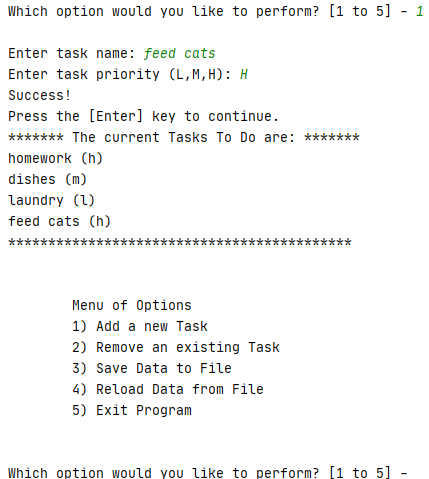 Which option would you like to perform? [1 to 5] - 1
Enter task name: feed cats
Enter task priority (L,M,H): H
Success!
Press the [Enter] key to continue.
******* The current Tasks To Do are: *******
homework (h)
dishes (m)
laundry (l)
feed cats (h)
*******************************************
Menu of Options
1) Add a new Task
2) Remove an existing Task
3) Save Data to File
4) Reload Data from File
5) Exit Program
Which option would you like to perform? [1 to 5] -